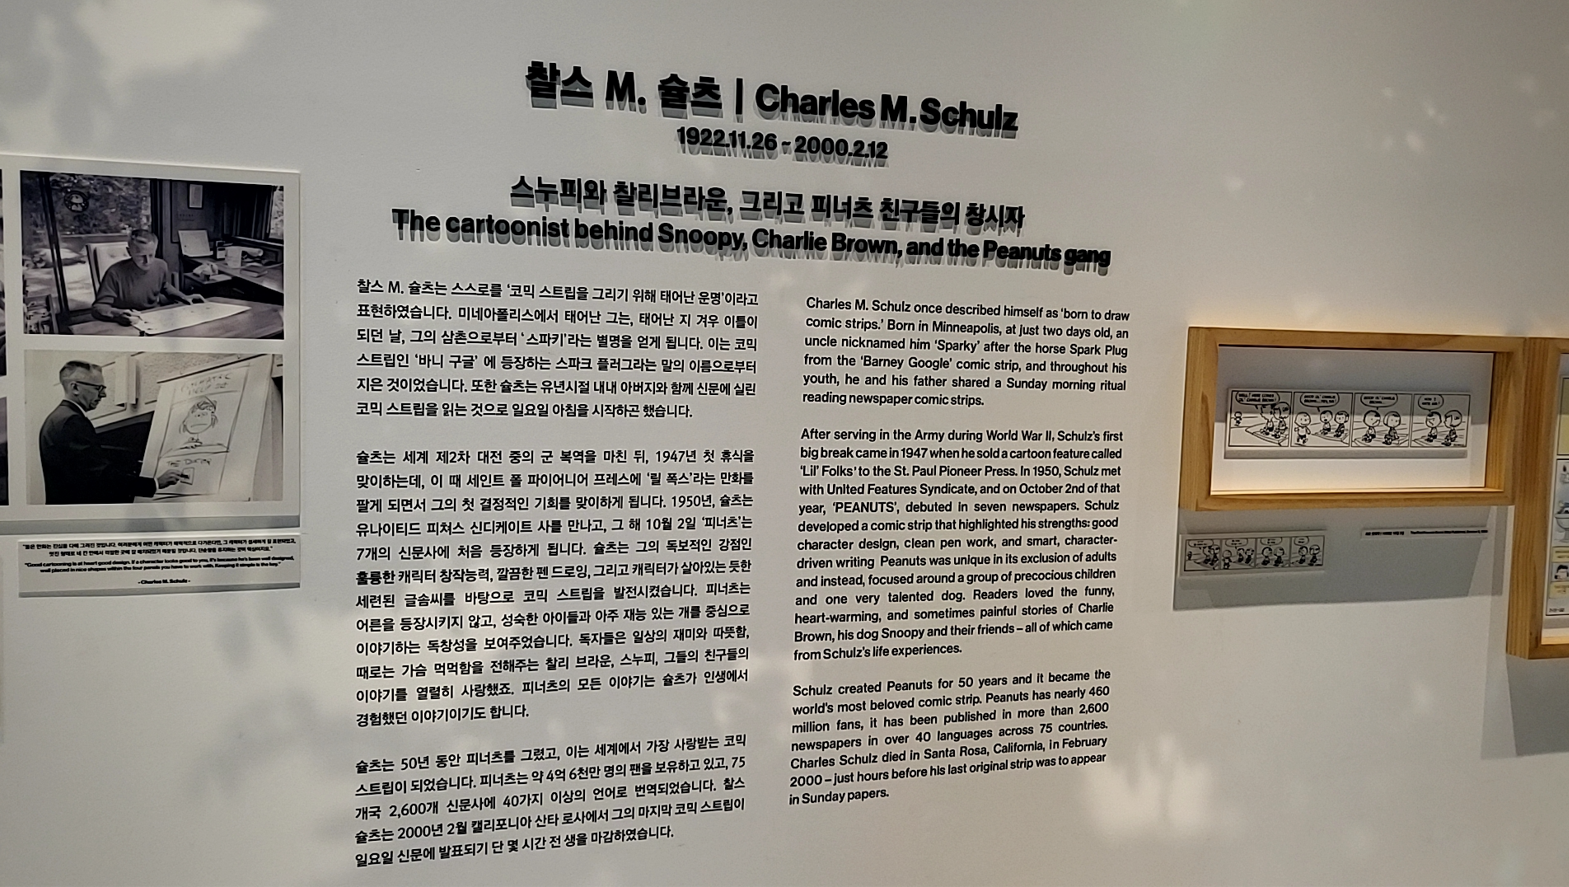 찰스 M. 슐츠 | Charles M. Schulz
1922.11.26 - 2000.2.12
스누피와 찰리브라운, 그리고 피너츠 친구들의 창시자
The cartoonist behind Snoopy, Charlie Brown, and the Peanuts gang
찰스 M. 슐츠는 스스로를 ‘코믹 스트립을 그리기 위해 태어난 운명’이라고
표현하였습니다. 미네아폴리스에서 태어난 그는, 태어난 지 겨우 이틀이
되던 날, 그의 삼촌으로부터 ‘스파키’라는 별명을 얻게 됩니다. 이는 코믹
스트립인 ‘바니 구글’ 에 등장하는 스파크 플러그라는 말의 이름으로부터
지은 것이었습니다. 또한 슐츠는 유년시절 내내 아버지와 함께 신문에 실린
코믹 스트립을 읽는 것으로 일요일 아침을 시작하곤 했습니다.
슐츠는 세계 제2차 대전 중의 군 복역을 마친 뒤, 1947년 첫 휴식을
맞이하는데, 이 때 세인트 폴 파이어니어 프레스에 ‘릴 폭스’라는 만화를
팔게 되면서 그의 첫 결정적인 기회를 맞이하게 됩니다. 1950년, 슐츠는
유나이티드 피쳐스 신디케이트 사를 만나고, 그 해 10월 2일 ‘피너츠’는
7개의 신문사에 처음 등장하게 됩니다. 슐츠는 그의 독보적인 강점인
훌륭한 캐릭터 창작능력, 깔끔한 펜 드로잉, 그리고 캐릭터가 살아있는 듯한
세련된 글솜씨를 바탕으로 코믹 스트립을 발전시켰습니다. 피너츠는
어른을 등장시키지 않고, 성숙한 아이들과 아주 재능 있는 개를 중심으로
이야기하는 독창성을 보여주었습니다. 독자들은 일상의 재미와 따뜻함,
때로는 가슴 먹먹함을 전해주는 찰리 브라운, 스누피, 그들의 친구들의
이야기를 열렬히 사랑했죠. 피너츠의 모든 이야기는 슐츠가 인생에서
경험했던 이야기이기도 합니다.
슐츠는 50년 동안 피너츠를 그렸고, 이는 세계에서 가장 사랑받는 코믹
스트립이 되었습니다. 피너츠는 약 4억 6천만 명의 팬을 보유하고 있고, 75
개국 2,600개 신문사에 40가지 이상의 언어로 번역되었습니다. 찰스
슐츠는 2000년 2월 캘리포니아 산타 로사에서 그의 마지막 코믹 스트립이
일요일 신문에 발표되기 단 몇 시간 전 생을 마감하였습니다.
Charles M. Schulz once described himself as ‘born to draw
comic strips.’ Born in Minneapolis, at just two days old, an
uncle nicknamed him ‘Sparky’ after the horse Spark Plug
from the ‘Barney Google’ comic strip, and throughout his
youth, he and his father shared a Sunday morning ritual
reading newspaper comic strips.
After serving in the Army during World War II, Schulz’s first
big break came in 1947 when he sold a cartoon feature called
‘Lil’ Folks’ to the St. Paul Pioneer Press. In 1950, Schulz met
with United Features Syndicate, and on October 2nd of that
year, ‘PEANUTS’, debuted in seven newspapers. Schulz
developed a comic strip that highlighted his strengths: good
character design, clean pen work, and smart, character-
driven writing Peanuts was unique in its exclusion of adults
and instead, focused around a group of precocious children
and one very talented dog. Readers loved the funny,
heart-warming, and sometimes painful stories of Charlie
Brown, his dog Snoopy and their friends – all of which came
from Schulz’s life experiences.
Schulz created Peanuts for 50 years and it became the
world’s most beloved comic strip. Peanuts has nearly 460
million fans, it has been published in more than 2,600
newspapers in over 40 languages across 75 countries.
Charles Schulz died in Santa Rosa, California, in February
2000 – just hours before his last original strip was to appear
in Sunday papers.
"Good cartooning is at heart good design. If a character
well placed in nice shapes within the four panels you have to work with. Keeping it simple is the key."
- Charles M. Schulz -